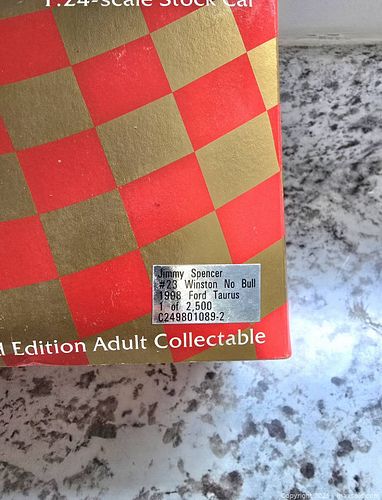 1:24-scale Stock Car
Jimmy Spencer
#23 Winston No Bull
1998 Ford Taurus
1 of 2,500
C249801089-2
Edition Adult Collectable